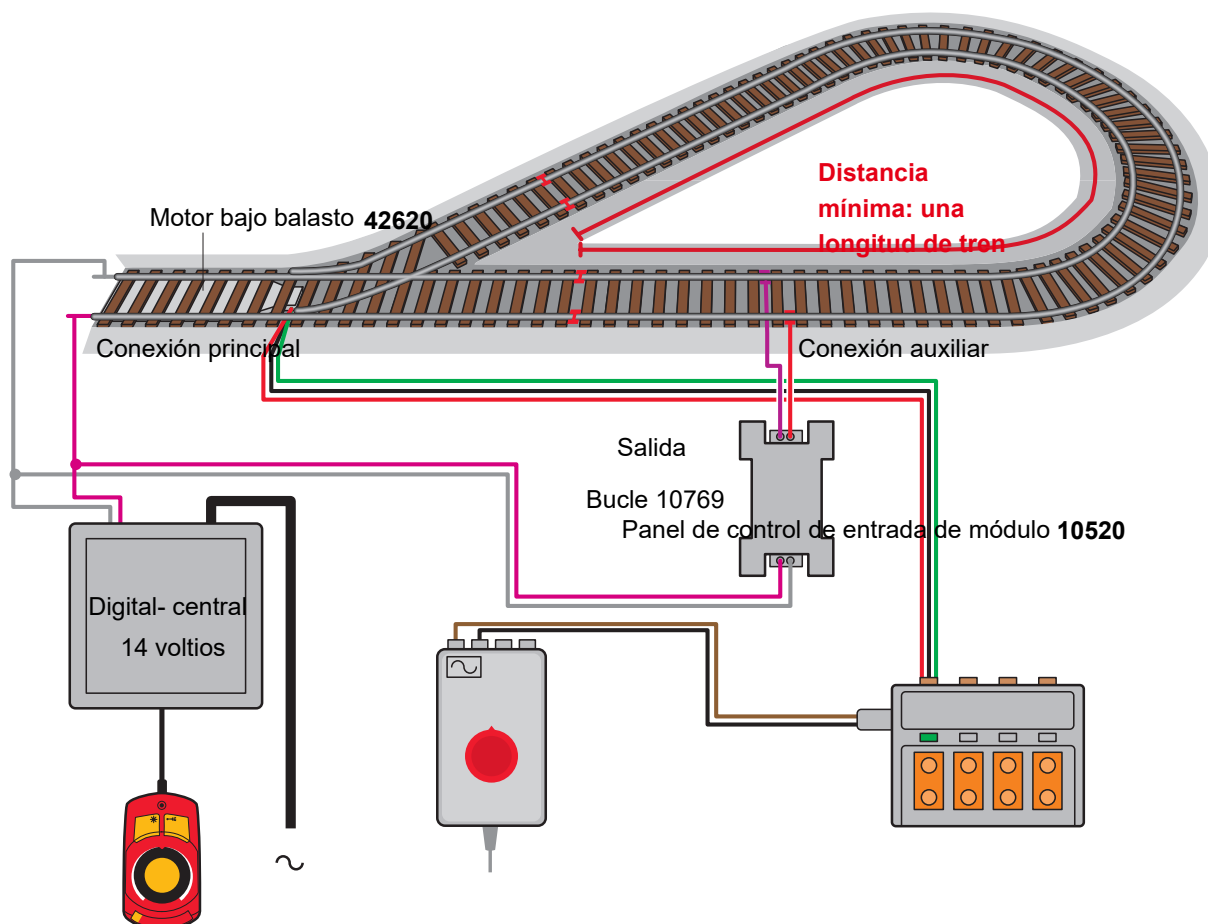 Distancia
mínima: una
longitud de tren
Motor bajo balasto 42620
Conexión principal
Conexión auxiliar
Salida
Bucle 10769
Panel de control de entrada de módulo 10520
Digital- central
14 voltios